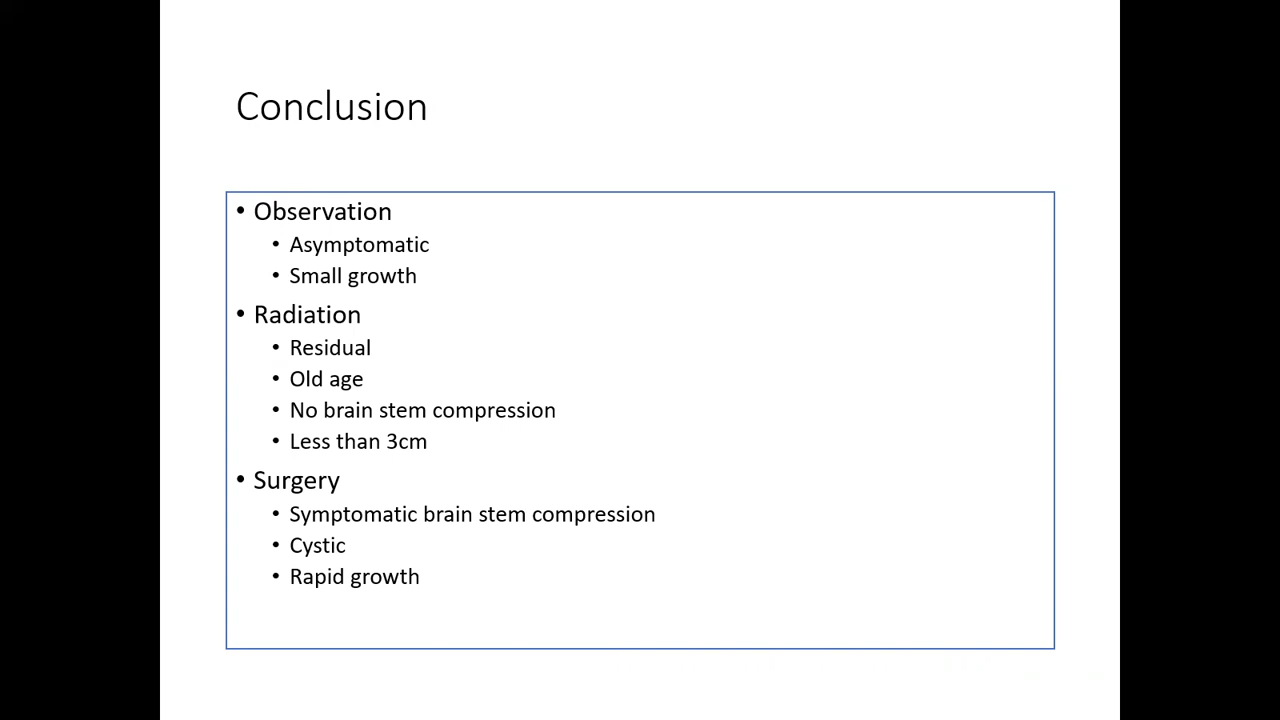 Conclusion
• Observation
• Asymptomatic
• Small growth
• Radiation
• Residual
• Old age
• No brain stem compression
• Less than 3cm
• Surgery
• Symptomatic brain stem compression
• Cystic
• Rapid growth